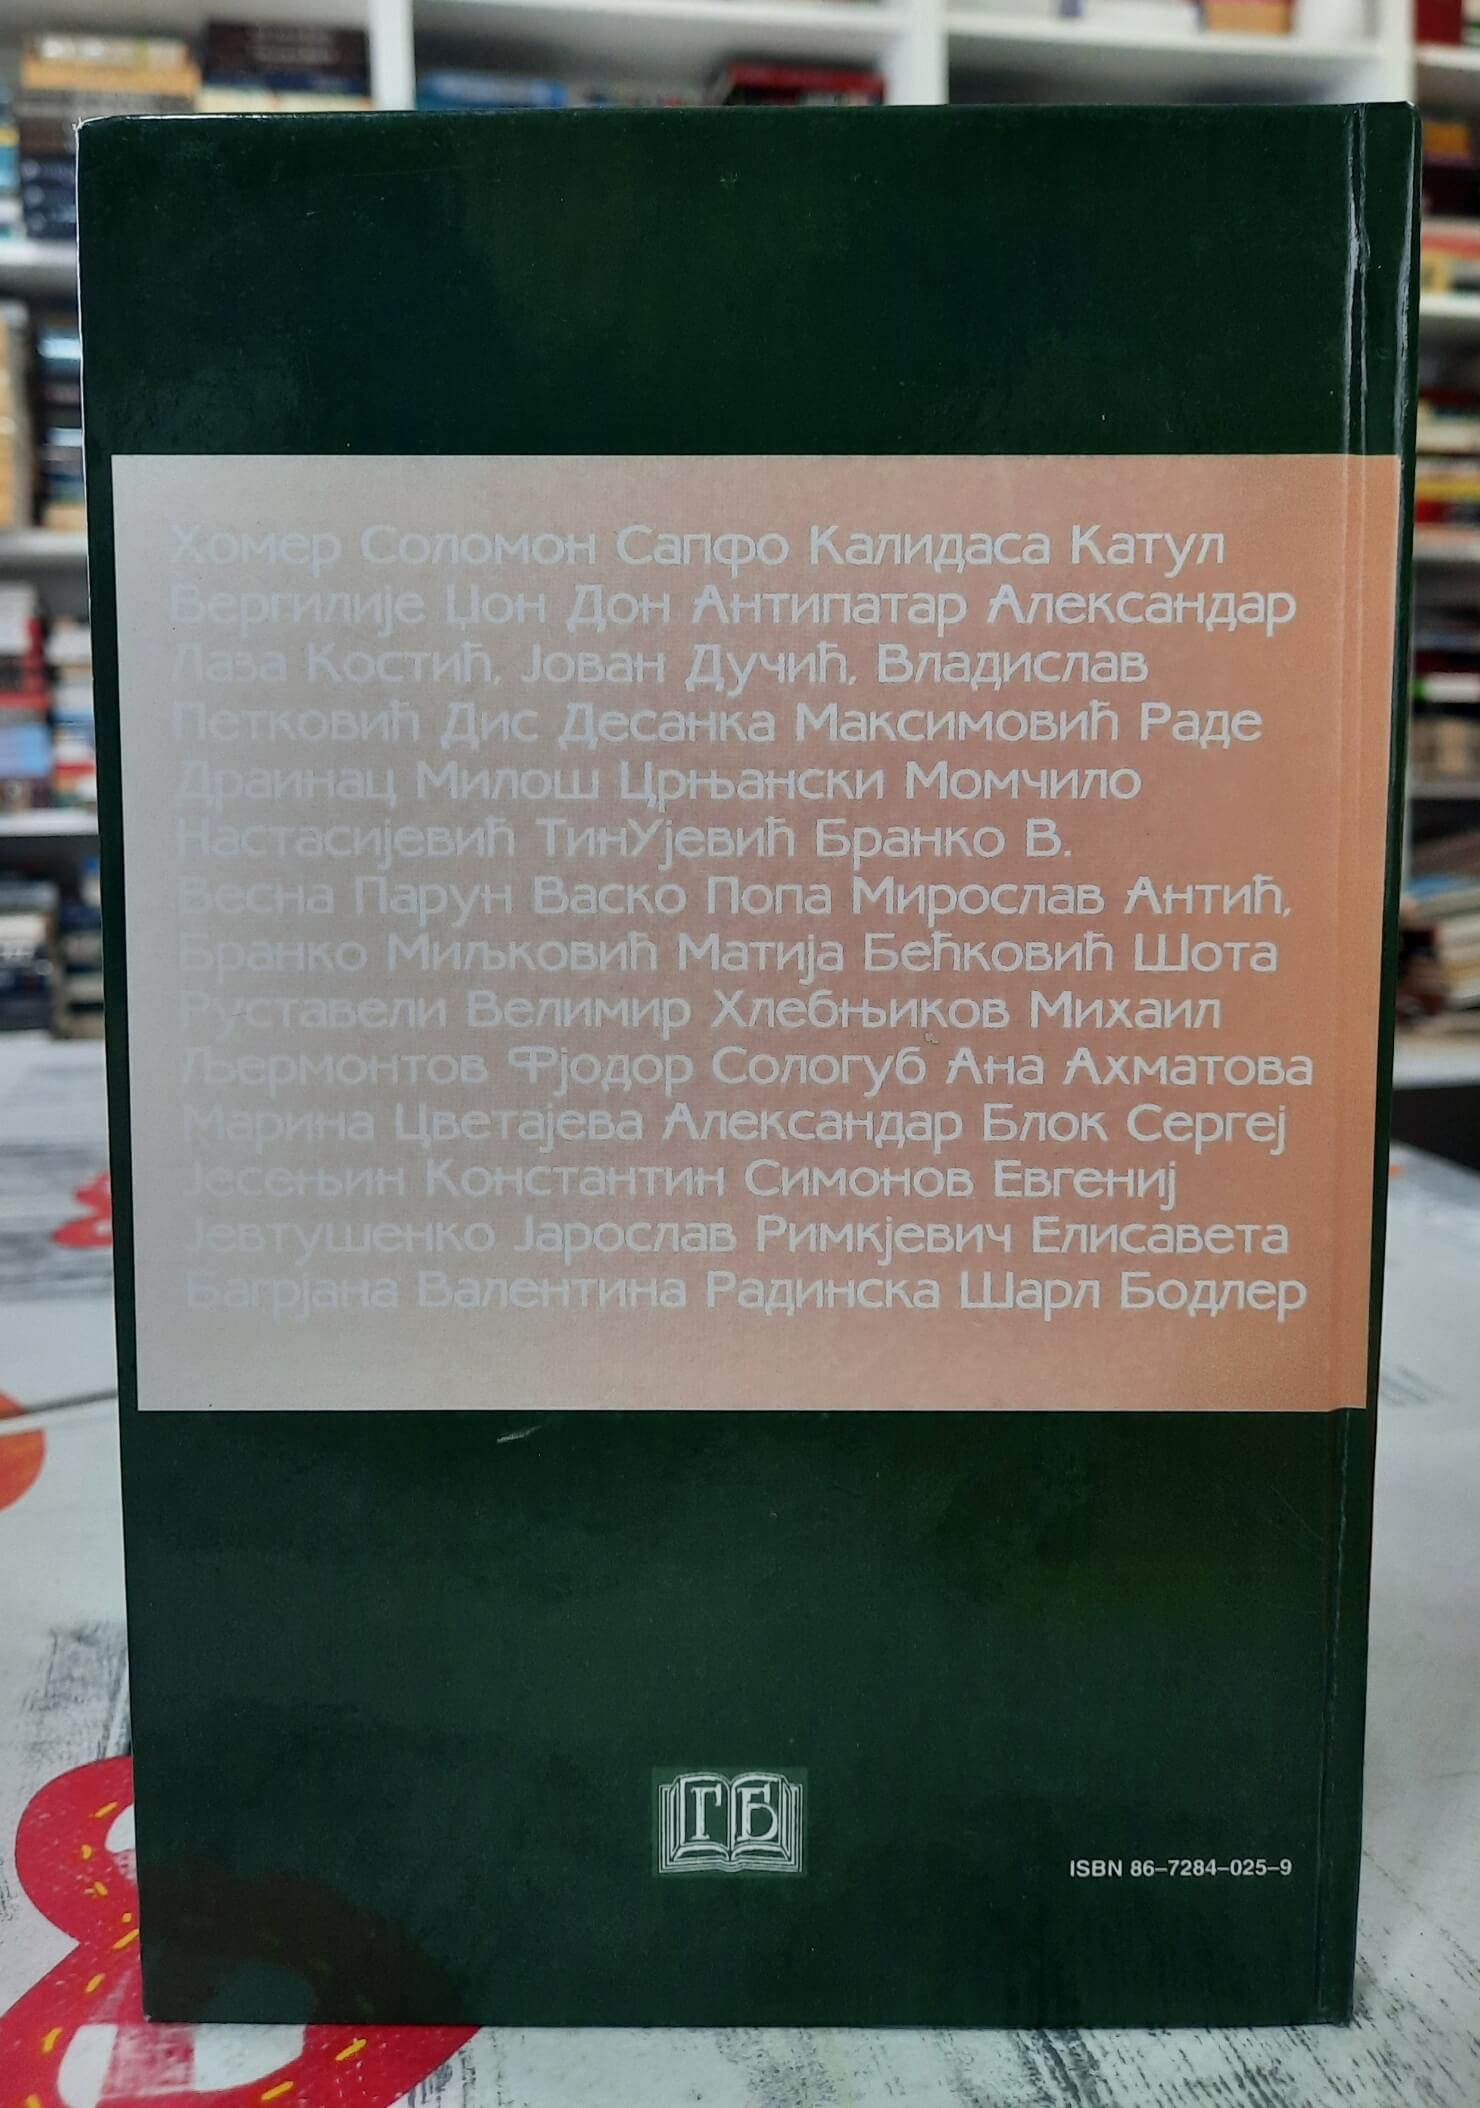 Хомер Соломон Сапфо Калидаса Катул
Вергилије Џон Дон Антипатар Александар
Лаза Костић, Јован Дучић, Владислав
Петковић Дис Десанка Максимовић Раде
Драинац Милош Црњански Момчило
Настасијевић ТинУјевић Бранко В.
Весна Парун Васко Попа Мирослав Антић,
Бранко Миљковић Матија Бећковић Шота
Руставели Велимир Хлебњиков Михаил
Љермонтов Фјодор Сологуб Ана Ахматова
Марина Цветајева Александар Блок Сергеј
Јесењин Константин Симонов Евгениј
Јевтушенко Јарослав Римкјевич Елисавета
Багрјана Валентина Радинска Шарл Бодлер
ГБ
ISBN 86–7284–025–9